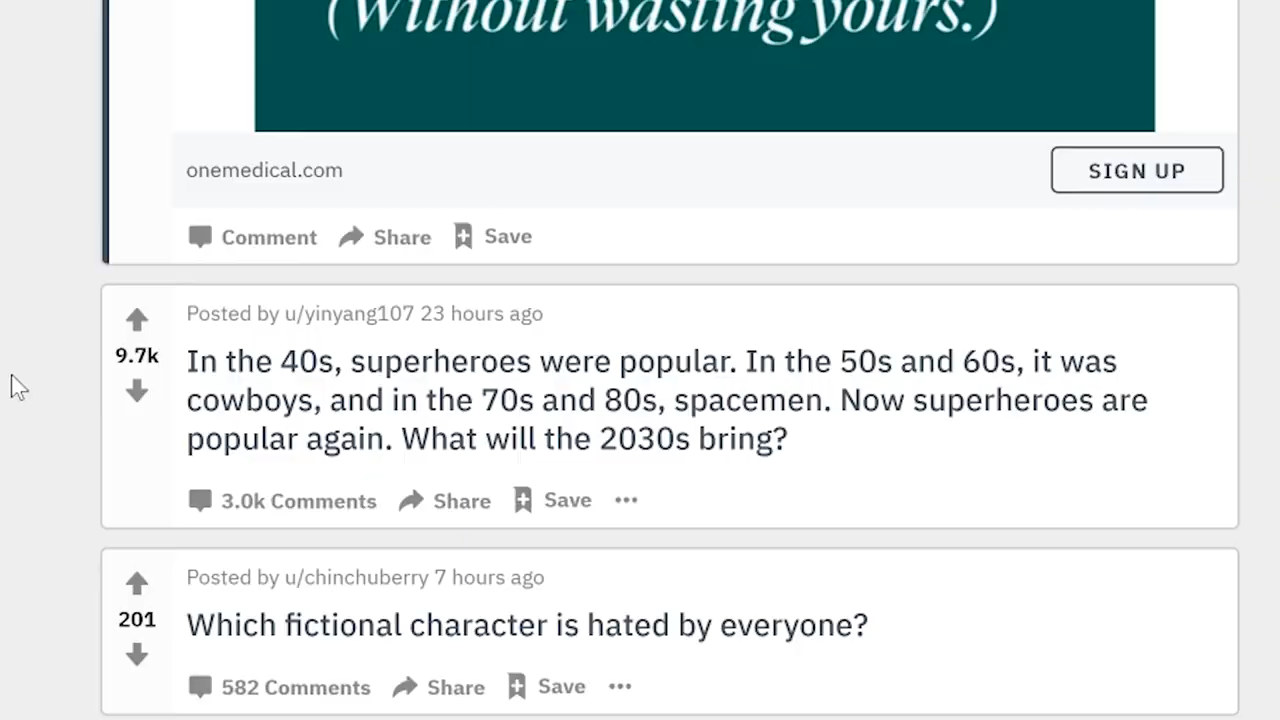 (Without wasting yours.)
onemedical.com
SIGN UP
Comment Share Save
Posted by u/yinyang107 23 hours ago
9.7k
In the 40s, superheroes were popular. In the 50s and 60s, it was
cowboys, and in the 70s and 80s, spacemen. Now superheroes are
popular again. What will the 2030s bring?
3.0k Comments Share Save ...
Posted by u/chinchuberry 7 hours ago
201
Which fictional character is hated by everyone?
582 Comments Share Save ...